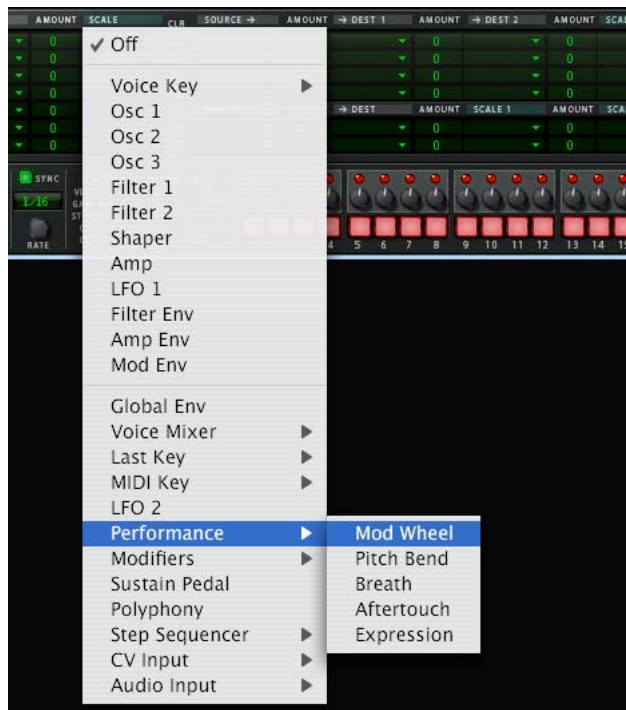 AMOUNT SCALE CLR SOURCE → AMOUNT → DEST 1 AMOUNT → DEST 2 AMOUNT SCA
0 0 0
0 0 0
0 0 0
0 0 0
0 0 0
→ DEST AMOUNT SCALE 1 AMOUNT SCA
0 0 0
0 0 0
SYNC
1/16
RATE
4 5 6 7 8 9 10 11 12 13 14 15
✓ Off
Voice Key
Osc 1
Osc 2
Osc 3
Filter 1
Filter 2
Shaper
Amp
LFO 1
Filter Env
Amp Env
Mod Env
Global Env
Voice Mixer
Last Key
MIDI Key
LFO 2
Performance
Modifiers
Sustain Pedal
Polyphony
Step Sequencer
CV Input
Audio Input
Mod Wheel
Pitch Bend
Breath
Aftertouch
Expression